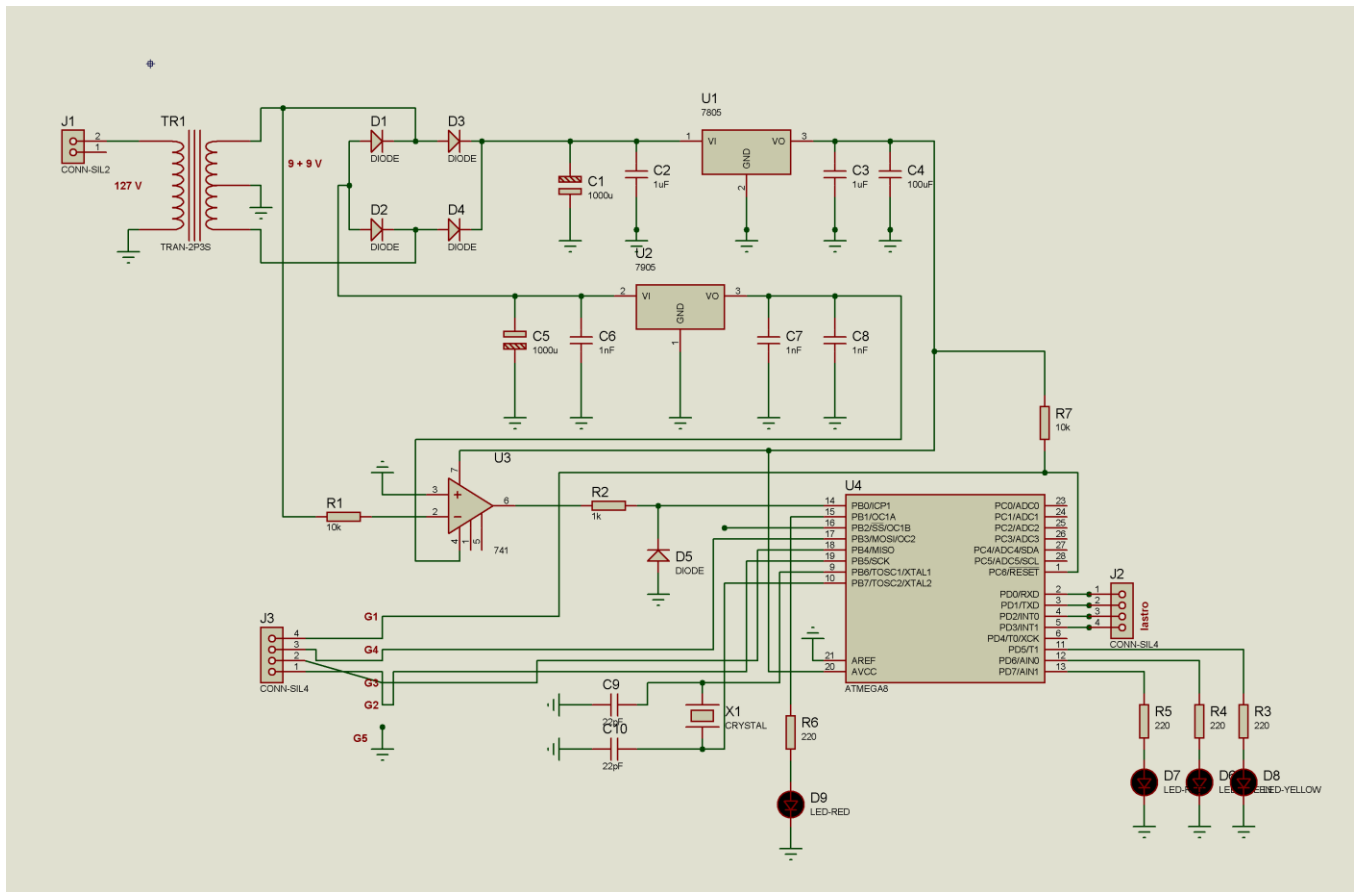 J1
2
1
CONN-SIL2
127 V
TR1
TRAN-2P3S
9 + 9 V
D1
DIODE
D3
DIODE
D2
DIODE
D4
DIODE
C1
1000u
C2
1uF
U1
7805
1
VI
VO
3
GND
2
C3
1uF
C4
100uF
U2
7905
2
VI
VO
3
GND
1
C5
1000u
C6
1nF
C7
1nF
C8
1nF
R7
10k
U3
7
3
2
6
4
1
5
741
R1
10k
R2
1k
D5
DIODE
U4
14
PB0/ICP1
15
PB1/OC1A
16
PB2/SS/OC1B
17
PB3/MOSI/OC2
18
PB4/MISO
19
PB5/SCK
9
PB6/TOSC1/XTAL1
10
PB7/TOSC2/XTAL2
21
AREF
20
AVCC
PC0/ADC0
23
PC1/ADC1
24
PC2/ADC2
25
PC3/ADC3
26
PC4/ADC4/SDA
27
PC5/ADC5/SCL
28
PC6/RESET
1
PD0/RXD
2
PD1/TXD
3
PD2/INT0
4
PD3/INT1
5
PD4/T0/XCK
6
PD5/T1
11
PD6/AIN0
12
PD7/AIN1
13
ATMEGA8
J2
1
2
3
4
CONN-SIL4
lastro
J3
4
3
2
1
CONN-SIL4
G1
G4
G3
G2
G5
C9
22pF
C10
22pF
X1
CRYSTAL
R6
220
D9
LED-RED
R5
220
R4
220
R3
220
D7
D8
LED-YELLOW